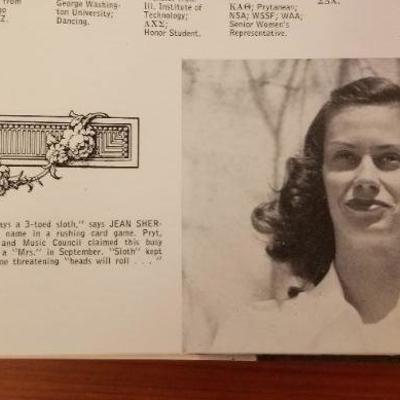 from
go
Z.
George Washing-
ton University;
Dancing.
Ill. Institute of
Technology;
ΑΧΣ;
Honor Student.
ΚΑΘ; Prytanean;
NSA; WSSF; WAA;
Senior Women's
Representative.
ays a 3-toed sloth," says JEAN SHER-
name in a rushing card game. Pryt,
and Music Council claimed this busy
a "Mrs." in September. "Sloth" kept
ne threatening "heads will roll . . ."